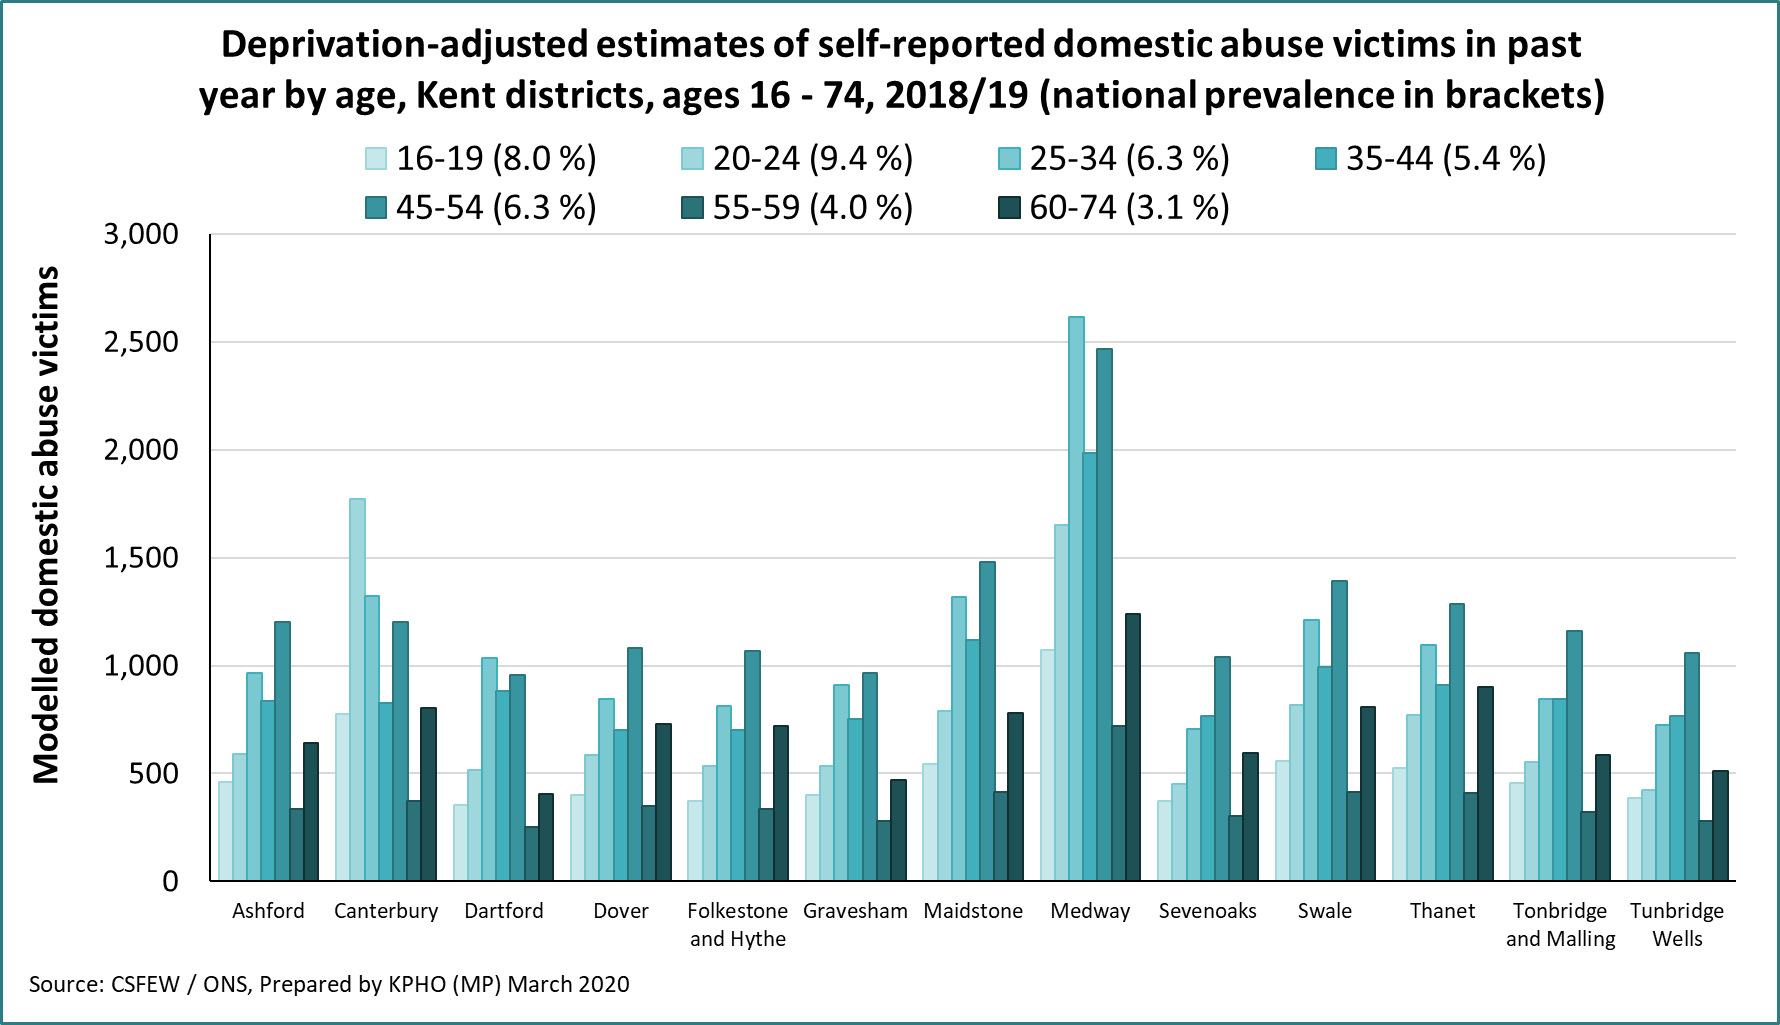 Deprivation-adjusted estimates of self-reported domestic abuse victims in past
year by age, Kent districts, ages 16 - 74, 2018/19 (national prevalence in brackets)
16-19 (8.0 %) 20-24 (9.4 %) 25-34 (6.3 %) 35-44 (5.4 %)
45-54 (6.3 %) 55-59 (4.0 %) 60-74 (3.1 %)
Modelled domestic abuse victims
3,000
2,500
2,000
1,500
1,000
500
0
Ashford Canterbury Dartford Dover Folkestone Gravesham Maidstone Medway Sevenoaks Swale Thanet Tonbridge Tunbridge
and Hythe and Malling Wells
Source: CSFEW / ONS, Prepared by KPHO (MP) March 2020